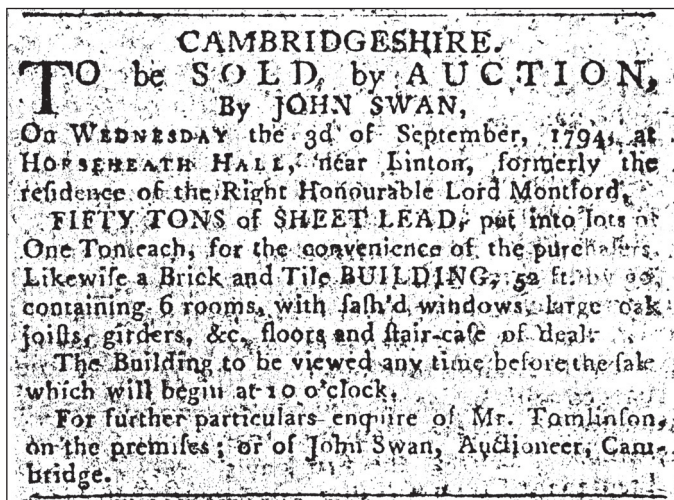 CAMBRIDGESHIRE.
TO be SOLD, by AUCTION,
By JOHN SWAN,
On WEDNESDAY the 3d of September, 1794, at
HORSEHEATH HALL, near Linton, formerly the
reſidence of the Right Honourable Lord Montford,
FIFTY TONS of SHEET LEAD, put into lots of
One Ton each, for the convenience of the purchaſers.
Likewiſe a Brick and Tile BUILDING, 52 ft. by
containing 6 rooms, with ſaſh'd windows, large oak
joiſts, girders, &c. floors and ſtair-caſe of deal.
The Building to be viewed any time before the ſale
which will begin at 10 o'clock.
For further particulars enquire of Mr. Tomlinſon,
on the premiſes; or of John Swan, Auctioneer, Cam-
bridge.